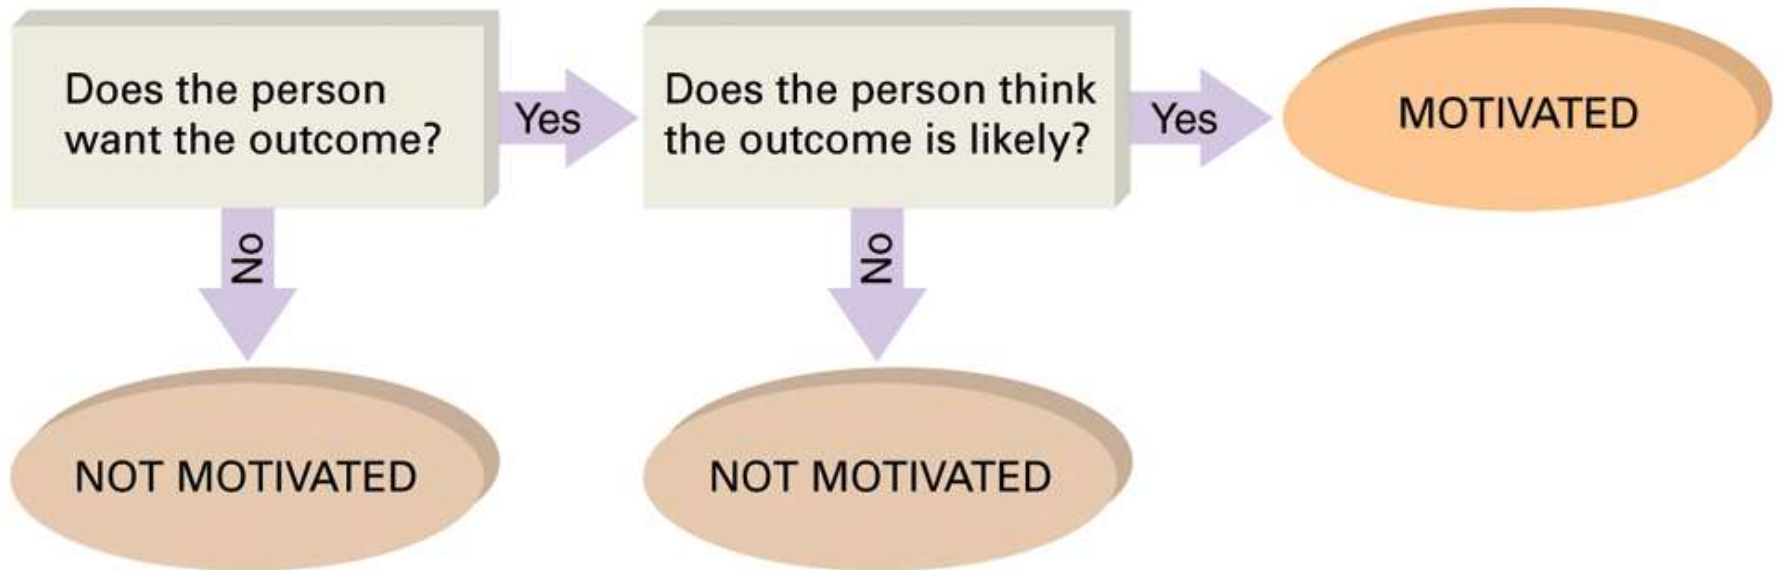 Does the person
want the outcome?
Yes
Does the person think
the outcome is likely?
Yes
MOTIVATED
No
No
NOT MOTIVATED
NOT MOTIVATED